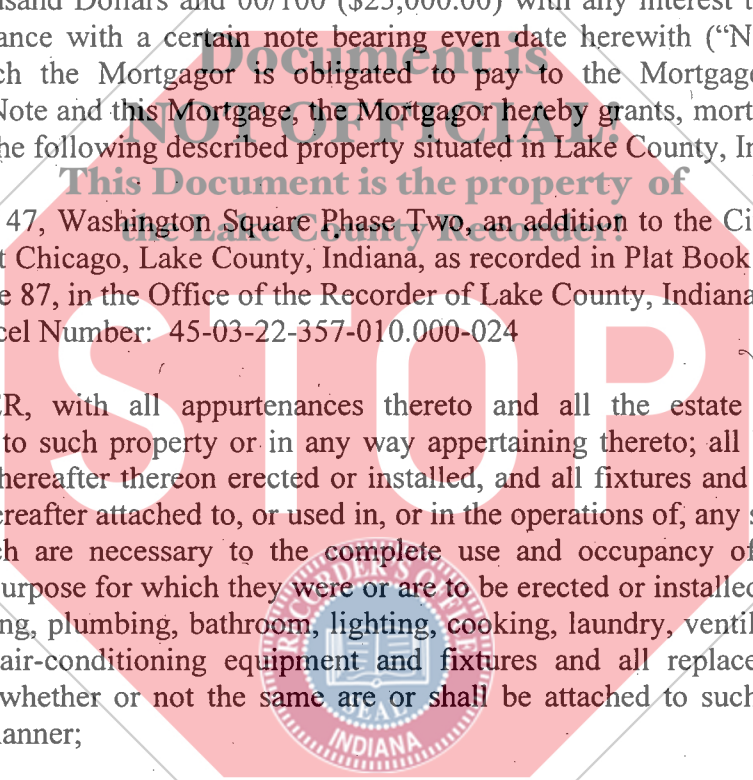 usand Dollars and 00/100 ($25,000.00) with any interest t
ance with a certain note bearing even date herewith (“N
ch the Mortgagor is obligated to pay to the Mortgag
Note and this Mortgage, the Mortgagor hereby grants, mort
he following described property situated in Lake County, In
Document is
NOT OFFICIAL!
This Document is the property of
the Lake County Recorder!
47, Washington Square Phase Two, an addition to the Ci
t Chicago, Lake County, Indiana, as recorded in Plat Book
e 87, in the Office of the Recorder of Lake County, Indiana
cel Number: 45-03-22-357-010.000-024
STOP
ER, with all appurtenances thereto and all the estate
to such property or in any way appertaining thereto; all
hereafter thereon erected or installed, and all fixtures and
ereafter attached to, or used in, or in the operations of, any s
ch are necessary to the complete use and occupancy of
urpose for which they were or are to be erected or installed
ng, plumbing, bathroom, lighting, cooking, laundry, ventil
air-conditioning equipment and fixtures and all replace
whether or not the same are or shall be attached to such
anner;
RECORDER'S OFFICE
SEAL
INDIANA